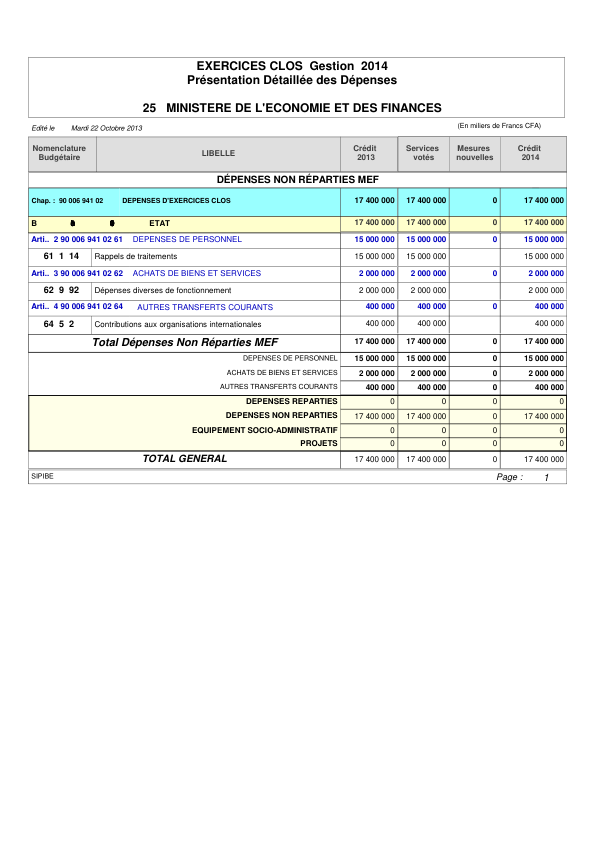 EXERCICES CLOS Gestion 2014
Présentation Détaillée des Dépenses
25 MINISTERE DE L'ECONOMIE ET DES FINANCES
Edité le Mardi 22 Octobre 2013 (En miliers de Francs CFA)
Nomenclature Budgétaire LIBELLE Crédit 2013 Services votés Mesures nouvelles Crédit 2014
DÉPENSES NON RÉPARTIES MEF
Chap. : 90 006 941 02 DEPENSES D'EXERCICES CLOS 17 400 000 17 400 000 0 17 400 000
B ETAT 17 400 000 17 400 000 0 17 400 000
Arti.. 2 90 006 941 02 61 DEPENSES DE PERSONNEL 15 000 000 15 000 000 0 15 000 000
61 1 14 Rappels de traitements 15 000 000 15 000 000 0 15 000 000
Arti.. 3 90 006 941 02 62 ACHATS DE BIENS ET SERVICES 2 000 000 2 000 000 0 2 000 000
62 9 92 Dépenses diverses de fonctionnement 2 000 000 2 000 000 0 2 000 000
Arti.. 4 90 006 941 02 64 AUTRES TRANSFERTS COURANTS 400 000 400 000 0 400 000
64 5 2 Contributions aux organisations internationales 400 000 400 000 0 400 000
Total Dépenses Non Réparties MEF 17 400 000 17 400 000 0 17 400 000
DEPENSES DE PERSONNEL 15 000 000 15 000 000 0 15 000 000
ACHATS DE BIENS ET SERVICES 2 000 000 2 000 000 0 2 000 000
AUTRES TRANSFERTS COURANTS 400 000 400 000 0 400 000
DEPENSES REPARTIES 0 0 0 0
DEPENSES NON REPARTIES 17 400 000 17 400 000 0 17 400 000
EQUIPEMENT SOCIO-ADMINISTRATIF 0 0 0 0
PROJETS 0 0 0 0
TOTAL GENERAL 17 400 000 17 400 000 0 17 400 000
SIPIBE Page : 1